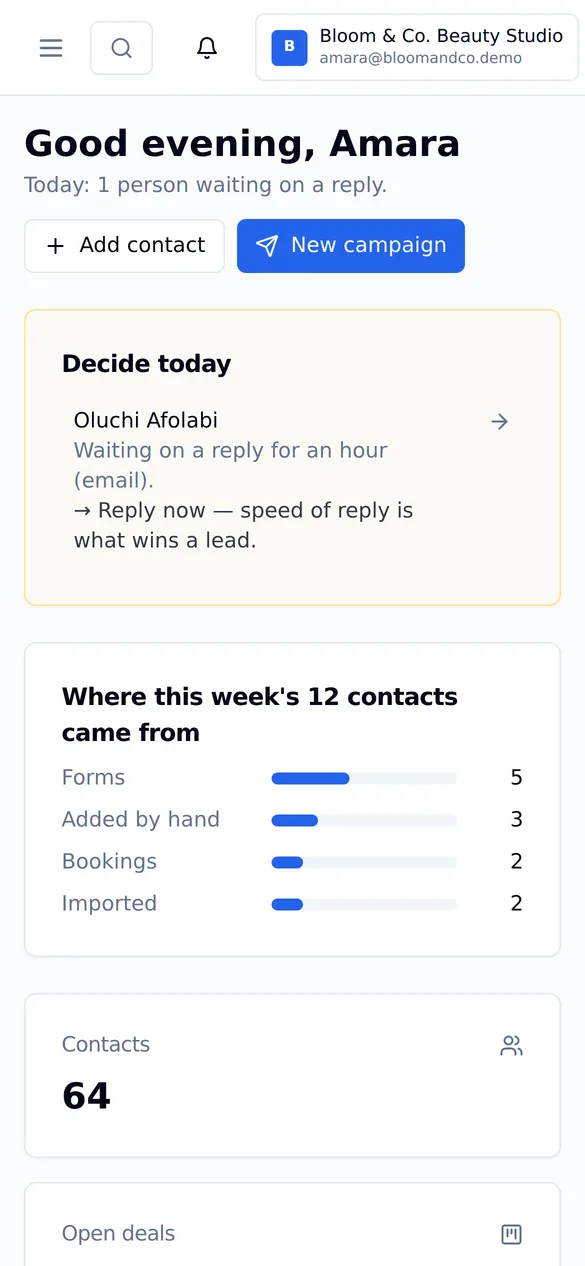 B
Bloom & Co. Beauty Studio
amara@bloomandco.demo
Good evening, Amara
Today: 1 person waiting on a reply.
Add contact
New campaign
Decide today
Oluchi Afolabi
Waiting on a reply for an hour
(email).
→ Reply now — speed of reply is
what wins a lead.
Where this week's 12 contacts
came from
Forms 5
Added by hand 3
Bookings 2
Imported 2
Contacts
64
Open deals